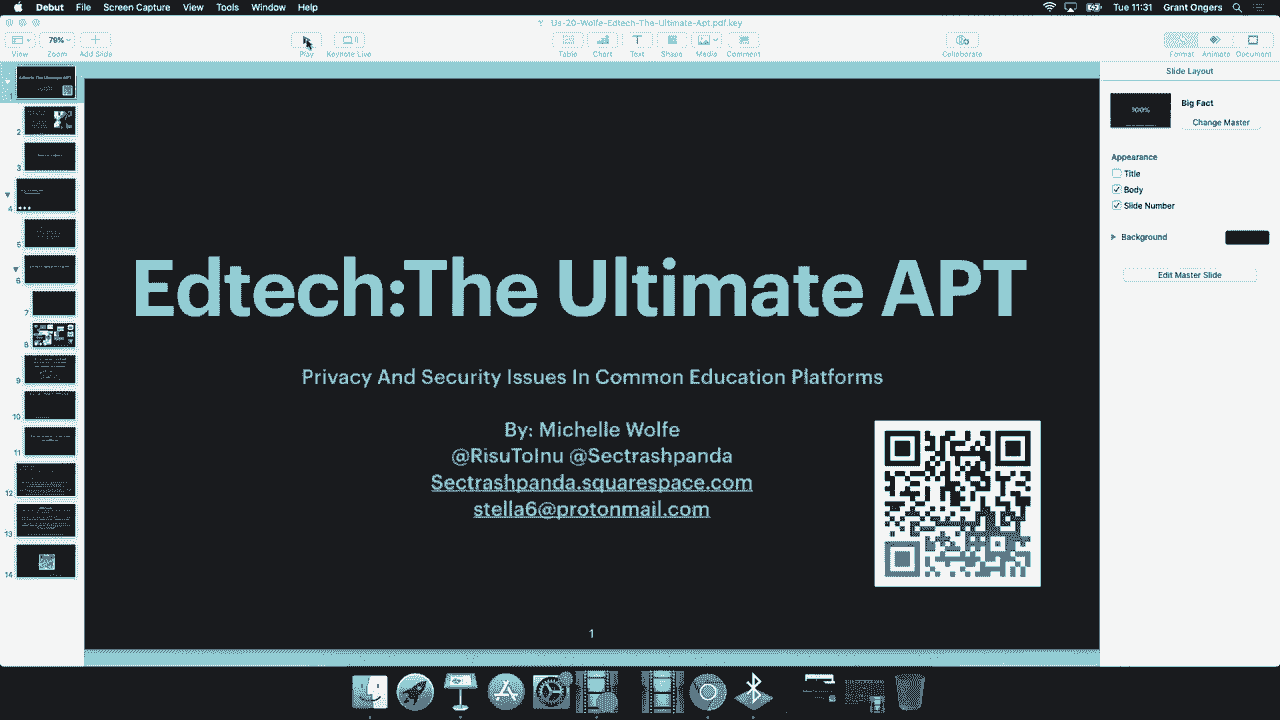 Debut File Screen Capture View Tools Window Help
Tue 11:31 Grant Ongers
Us-20-Wolfe-Edtech-The-Ultimate-Apt.pdf.key
79%
View Zoom Add Slide
Play Keynote Live
Table Chart Text Shape Media Comment
Collaborate
Format Animate Document
Slide Layout
100%
Big Fact
Change Master
Appearance
Title
Body
Slide Number
Background
Edit Master Slide
1
2
3
4
5
6
7
8
9
10
11
12
13
14
Edtech:The Ultimate APT
Privacy And Security Issues In Common Education Platforms
By: Michelle Wolfe
@RisuToInu @Sectrashpanda
Sectrashpanda.squarespace.com
stella6@protonmail.com
1